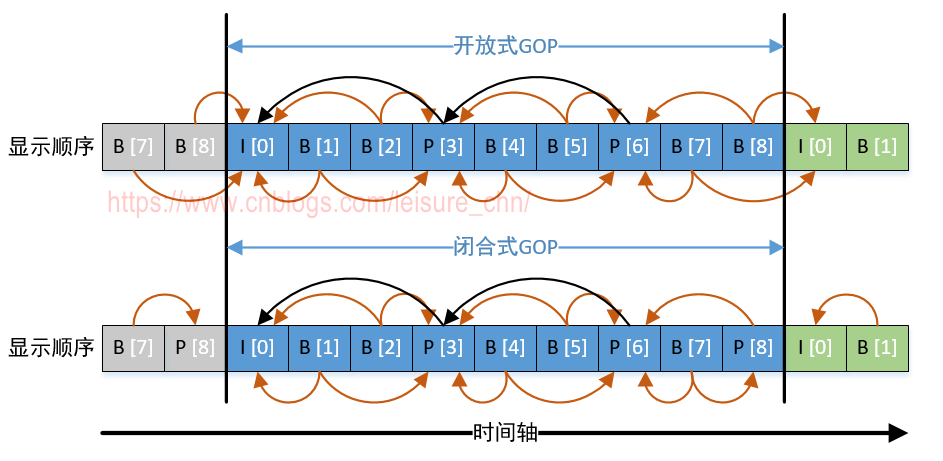 开放式GOP
显示顺序 B [7] B [8] I [0] B [1] B [2] P [3] B [4] B [5] P [6] B [7] B [8] I [0] B [1]
https://www.cnblogs.com/leisure_chn/
闭合式GOP
显示顺序 B [7] P [8] I [0] B [1] B [2] P [3] B [4] B [5] P [6] B [7] P [8] I [0] B [1]
时间轴